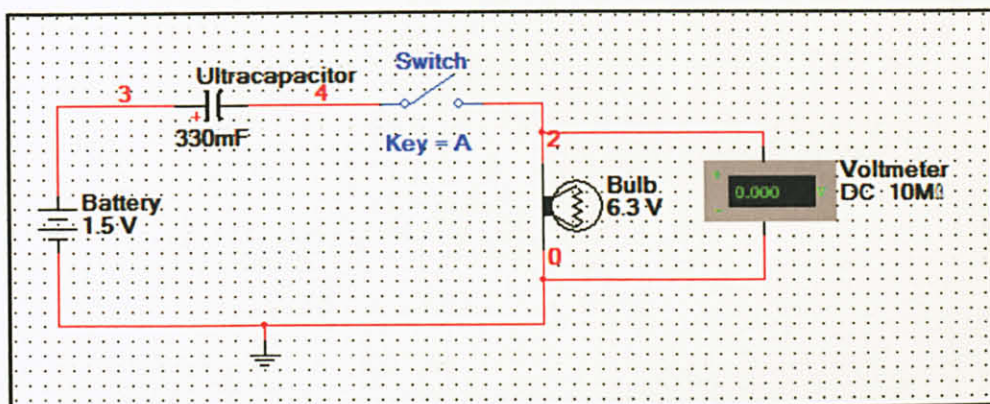 Ultracapacitor
Switch
3
4
+
330mF
Key = A
2
Voltmeter
DC 10MΩ
+
0.000
V
-
Bulb
6.3 V
Battery
1.5 V
0